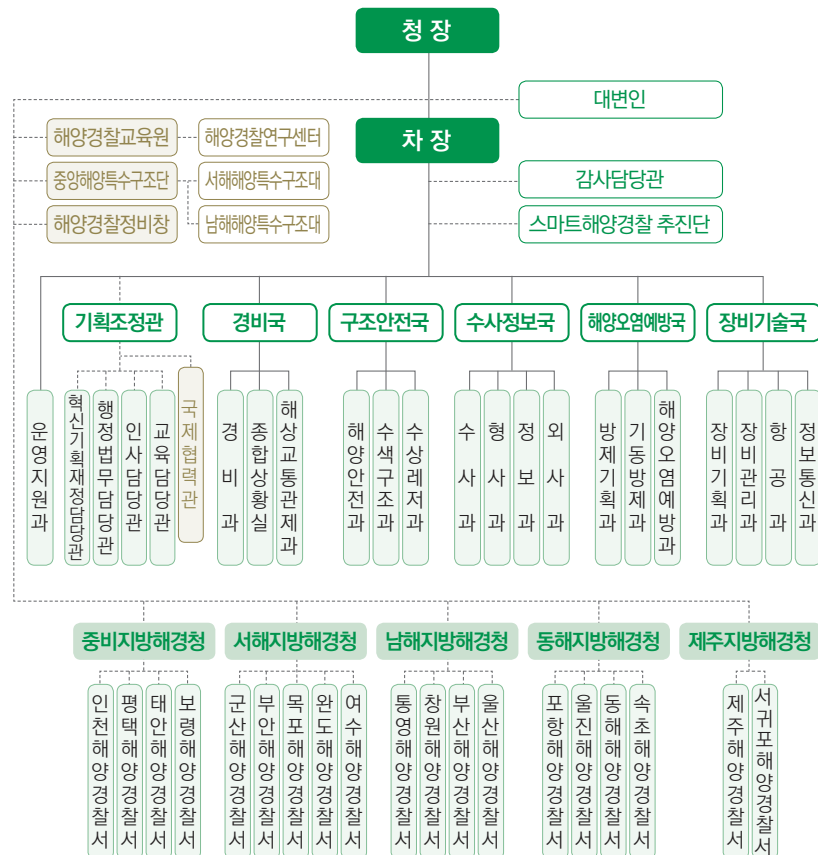 청 장
대변인
차 장
해양경찰교육원
해양경찰연구센터
중앙해양특수구조단
서해해양특수구조대
해양경찰정비창
남해해양특수구조대
감사담당관
스마트해양경찰 추진단
기획조정관
경비국
구조안전국
수사정보국
해양오염예방국
장비기술국
운영지원과
혁신기획재정담당관
행정법무담당관
인사담당관
교육담당관
국제협력관
경 비 과
종합상황실
해상교통관제과
해양안전과
수색구조과
수상레저과
수 사 과
형 사 과
정 보 과
외 사 과
방제기획과
기동방제과
해양오염예방과
장비기획과
장비관리과
항 공 과
정보통신과
중비지방해경청
서해지방해경청
남해지방해경청
동해지방해경청
제주지방해경청
인천해양경찰서
평택해양경찰서
태안해양경찰서
보령해양경찰서
군산해양경찰서
부안해양경찰서
목포해양경찰서
완도해양경찰서
여수해양경찰서
통영해양경찰서
창원해양경찰서
부산해양경찰서
울산해양경찰서
포항해양경찰서
울진해양경찰서
동해해양경찰서
속초해양경찰서
제주해양경찰서
서귀포해양경찰서